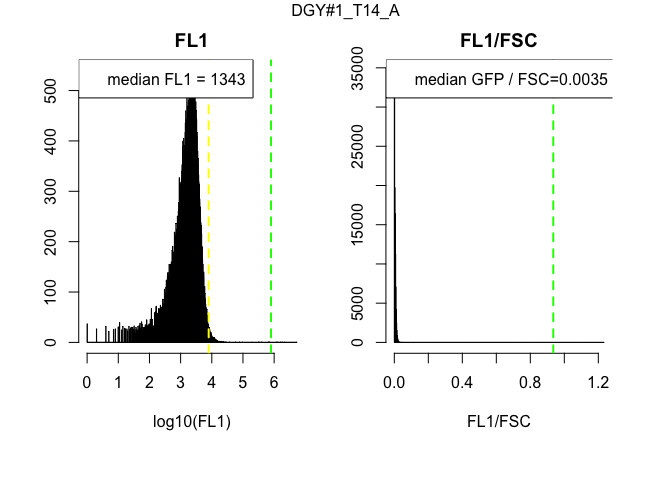 DGY#1_T14_A
FL1
median FL1 = 1343
0 100 200 300 400 500
0 1 2 3 4 5 6
log10(FL1)
FL1/FSC
median GFP / FSC=0.0035
0 5000 15000 25000 35000
0.0 0.4 0.8 1.2
FL1/FSC